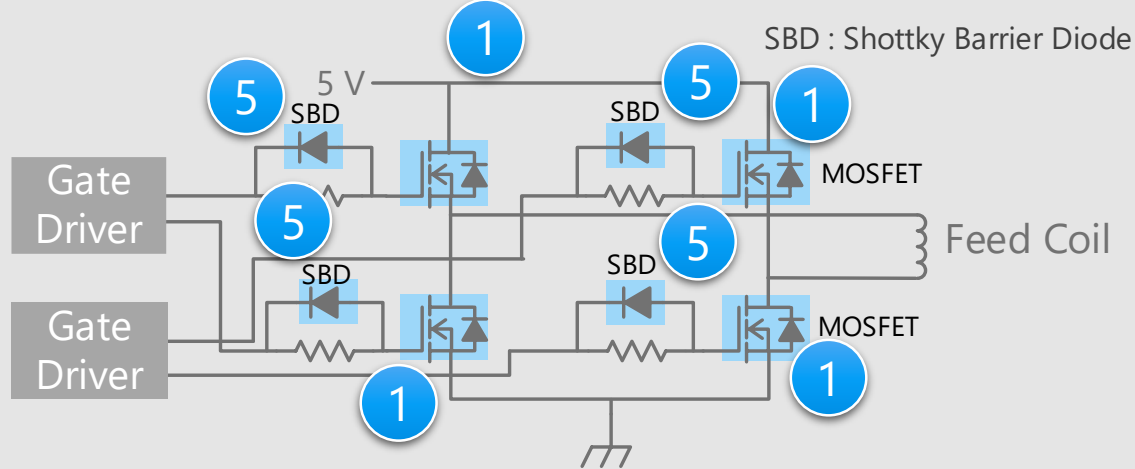 1
SBD : Shottky Barrier Diode
5 V
5
5
1
SBD
SBD
Gate
Driver
MOSFET
5
5
Feed Coil
SBD
SBD
Gate
Driver
MOSFET
1
1